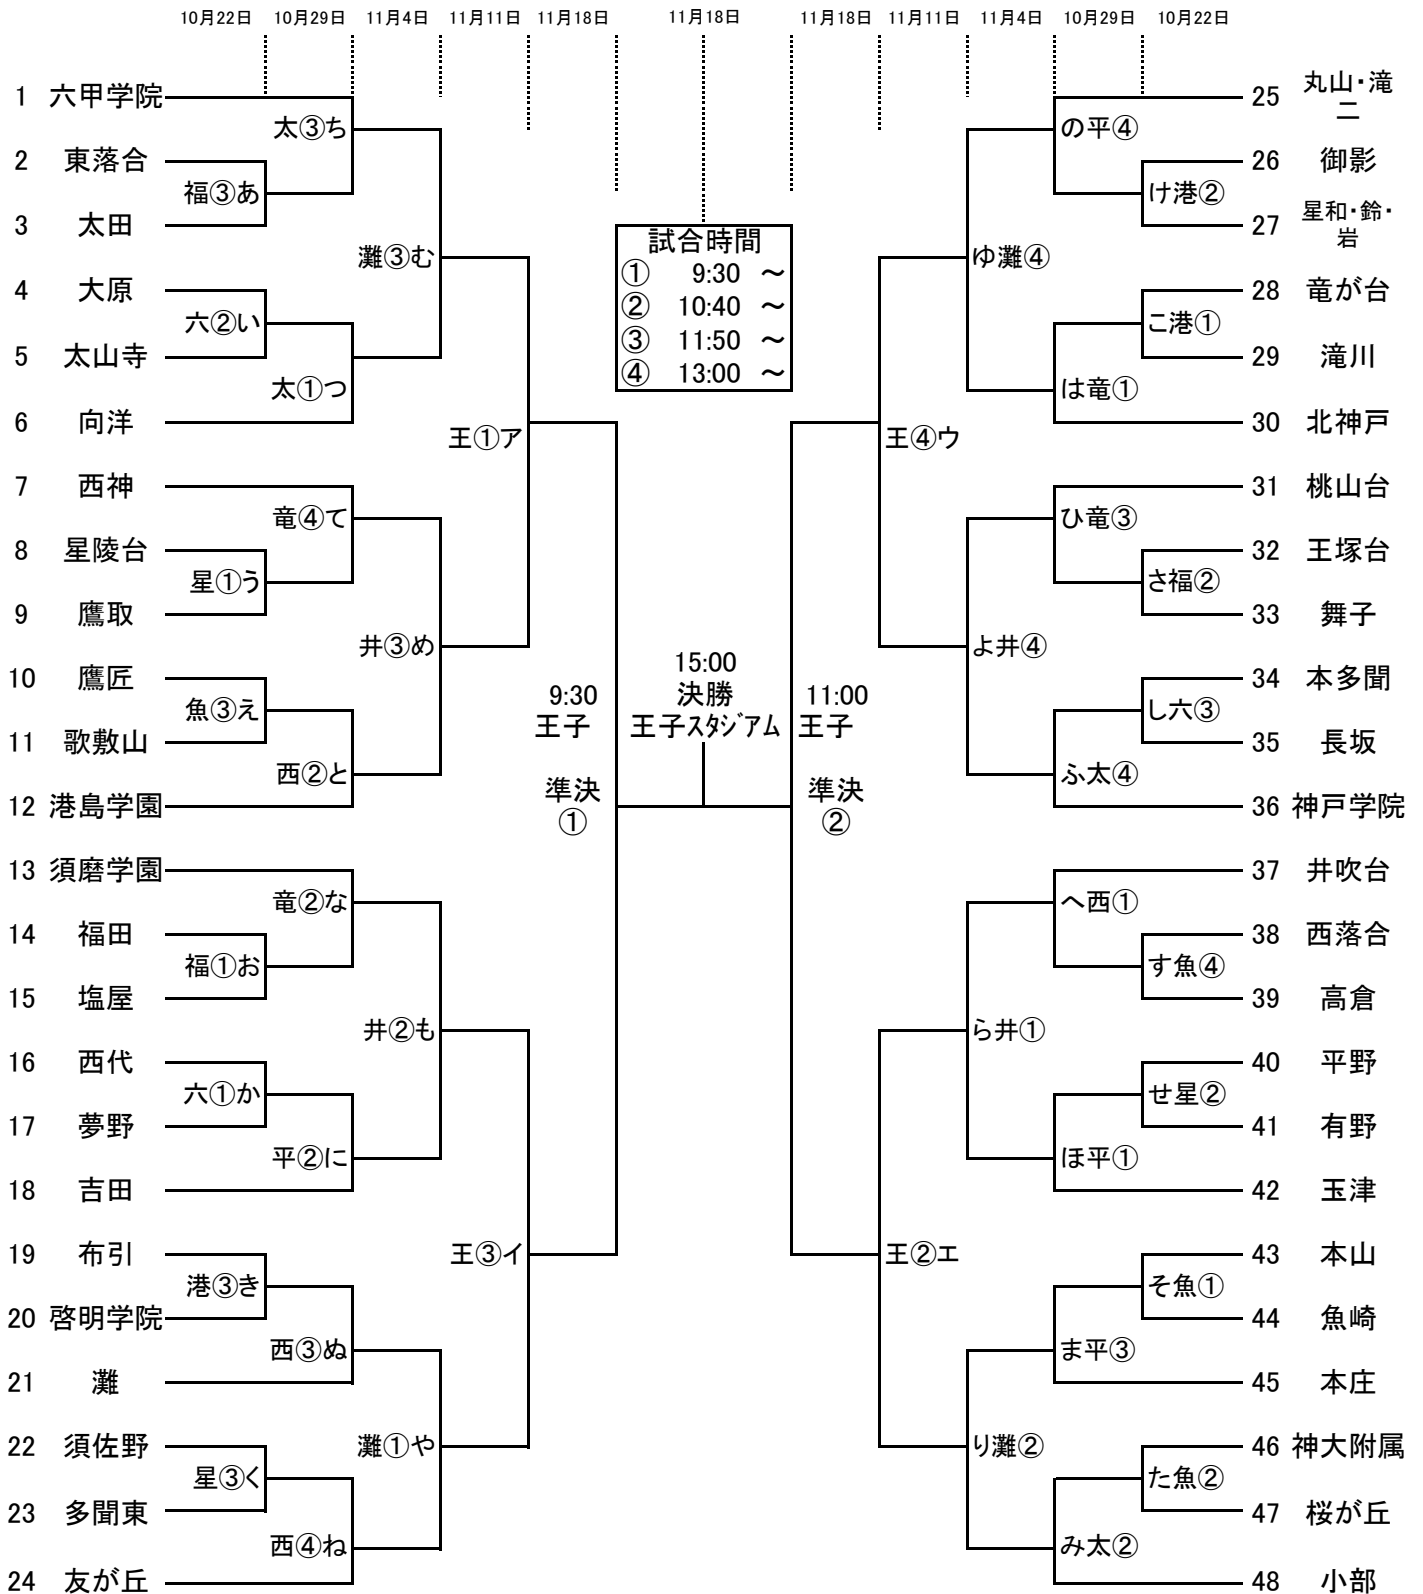 10月22日 10月29日 11月4日 11月11日 11月18日 11月18日 11月18日 11月11日 11月4日 10月29日 10月22日
1 六甲学院
太③ち
2 東落合
福③あ
3 太田
灘③む
4 大原
六②い
5 太山寺
太①つ
6 向洋
王①ア
7 西神
竜④て
8 星陵台
星①う
9 鷹取
井③め
10 鷹匠
魚③え
11 歌敷山
西②と
12 港島学園
13 須磨学園
竜②な
14 福田
福①お
15 塩屋
井②も
16 西代
六①か
17 夢野
平②に
18 吉田
王③イ
19 布引
港③き
20 啓明学院
西③ぬ
21 灘
灘①や
22 須佐野
星③く
23 多聞東
西④ね
24 友が丘
試合時間
① 9:30 ～
② 10:40 ～
③ 11:50 ～
④ 13:00 ～
9:30
王子
準決
①
15:00
決勝
王子スタジアム
11:00
王子
準決
②
25 丸山・滝
二
の平④
26 御影
け港②
27 星和・鈴・
岩
ゆ灘④
28 竜が台
こ港①
29 滝川
は竜①
30 北神戸
王④ウ
31 桃山台
ひ竜③
32 王塚台
さ福②
33 舞子
よ井④
34 本多聞
し六③
35 長坂
ふ太④
36 神戸学院
37 井吹台
へ西①
38 西落合
す魚④
39 高倉
ら井①
40 平野
せ星②
41 有野
ほ平①
42 玉津
王②エ
43 本山
そ魚①
44 魚崎
ま平③
45 本庄
り灘②
46 神大附属
た魚②
47 桜が丘
み太②
48 小部